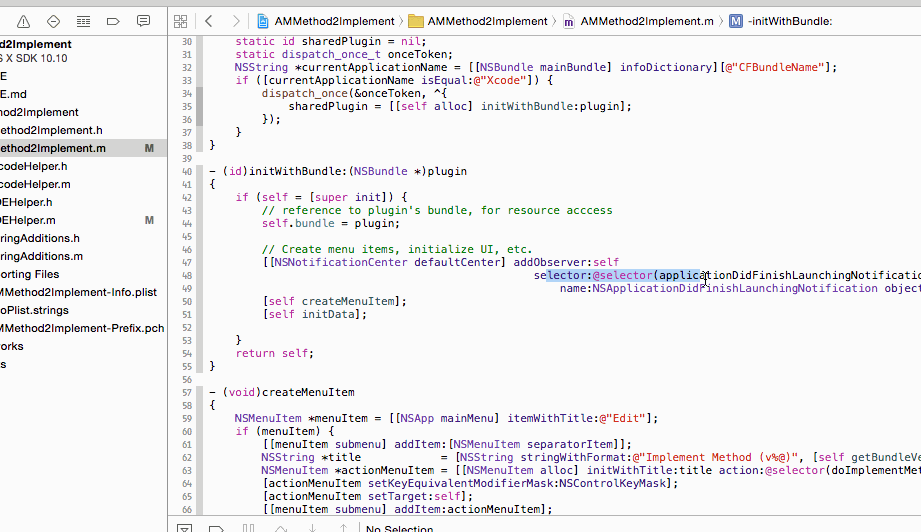 AMMethod2Implement AMMethod2Implement AMMethod2Implement.m M -initWithBundle:
d2Implement
S X SDK 10.10
E
E.md
hod2Implement
ethod2Implement.h
ethod2Implement.m M
codeHelper.h
codeHelper.m
DEHelper.h
DEHelper.m M
ringAdditions.h
ringAdditions.m
orting Files
MMethod2Implement-Info.plist
oPlist.strings
MMethod2Implement-Prefix.pch
orks
s
30 static id sharedPlugin = nil;
31 static dispatch_once_t onceToken;
32 NSString *currentApplicationName = [[NSBundle mainBundle] infoDictionary][@"CFBundleName"];
33 if ([currentApplicationName isEqual:@"Xcode"]) {
34 dispatch_once(&onceToken, ^{
35 sharedPlugin = [[self alloc] initWithBundle:plugin];
36 });
37 }
38 }
39
40 - (id)initWithBundle:(NSBundle *)plugin
41 {
42 if (self = [super init]) {
43 // reference to plugin's bundle, for resource acccess
44 self.bundle = plugin;
45
46 // Create menu items, initialize UI, etc.
47 [[NSNotificationCenter defaultCenter] addObserver:self
48 selector:@selector(applicationDidFinishLaunchingNotificatio
49 name:NSApplicationDidFinishLaunchingNotification object
50 [self createMenuItem];
51 [self initData];
52
53 }
54 return self;
55 }
56
57 - (void)createMenuItem
58 {
59 NSMenuItem *menuItem = [[NSApp mainMenu] itemWithTitle:@"Edit"];
60 if (menuItem) {
61 [[menuItem submenu] addItem:[NSMenuItem separatorItem]];
62 NSString *title = [NSString stringWithFormat:@"Implement Method (v%@)", [self getBundleVe
63 NSMenuItem *actionMenuItem = [[NSMenuItem alloc] initWithTitle:title action:@selector(doImplemetMet
64 [actionMenuItem setKeyEquivalentModifierMask:NSControlKeyMask];
65 [actionMenuItem setTarget:self];
66 [[menuItem submenu] addItem:actionMenuItem];
No Selection